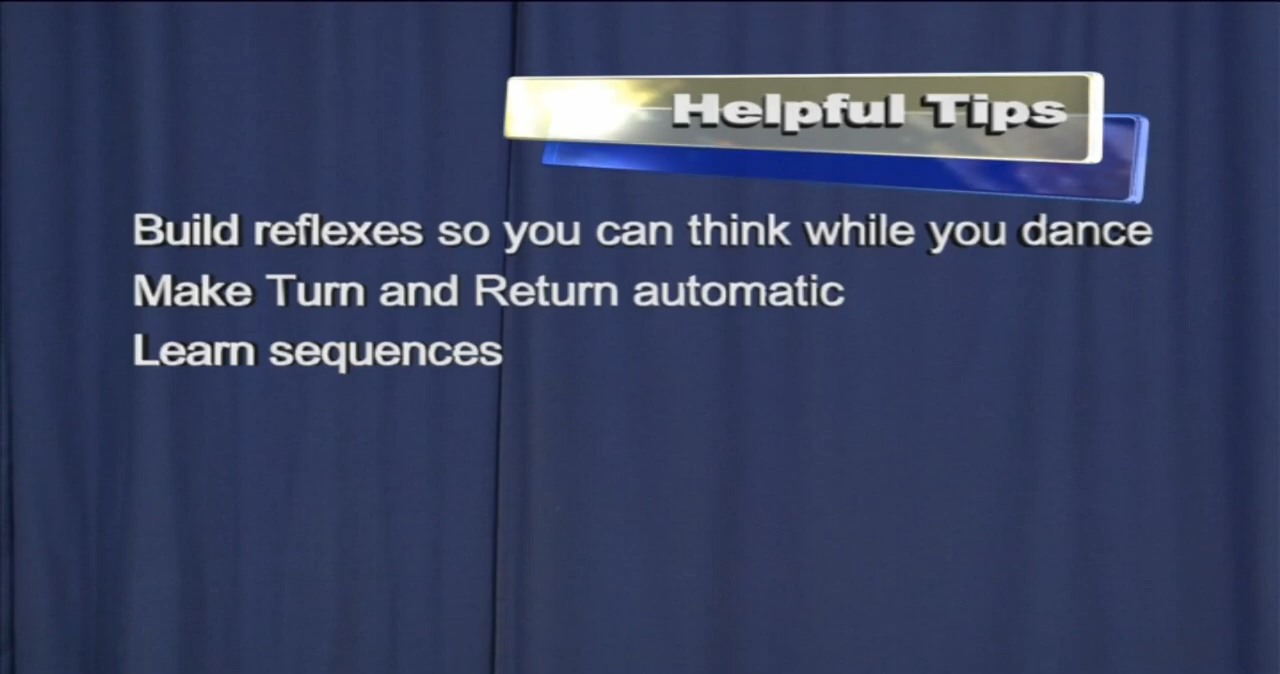 Helpful Tips
Build reflexes so you can think while you dance
Make Turn and Return automatic
Learn sequences